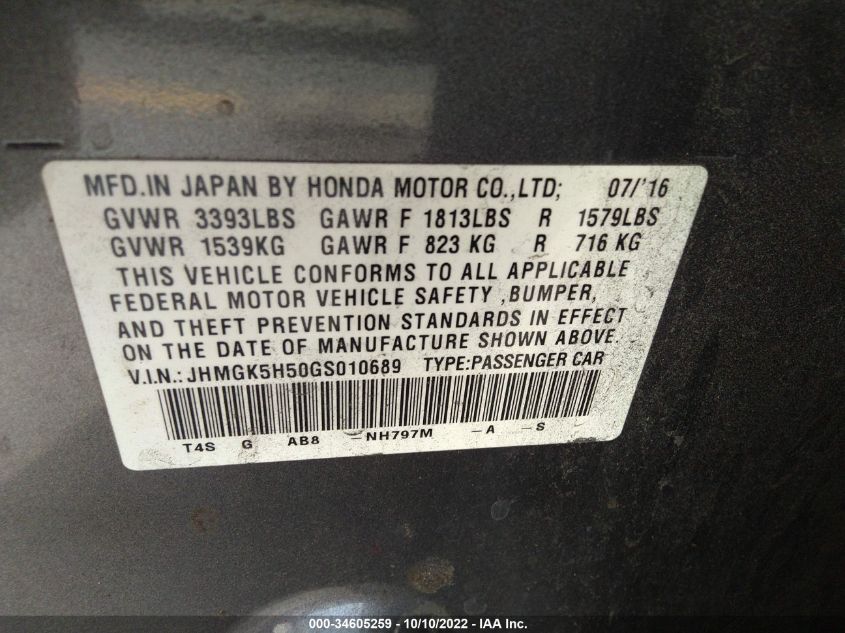 MFD.IN JAPAN BY HONDA MOTOR CO.,LTD; 07/'16
GVWR 3393LBS GAWR F 1813LBS R 1579LBS
GVWR 1539KG GAWR F 823 KG R 716 KG
THIS VEHICLE CONFORMS TO ALL APPLICABLE
FEDERAL MOTOR VEHICLE SAFETY ,BUMPER,
AND THEFT PREVENTION STANDARDS IN EFFECT
ON THE DATE OF MANUFACTURE SHOWN ABOVE.
V.I.N.: JHMGK5H50GS010689 TYPE:PASSENGER CAR
T4S G AB8 -NH797M -A -S -
000-34605259 - 10/10/2022 - IAA Inc.